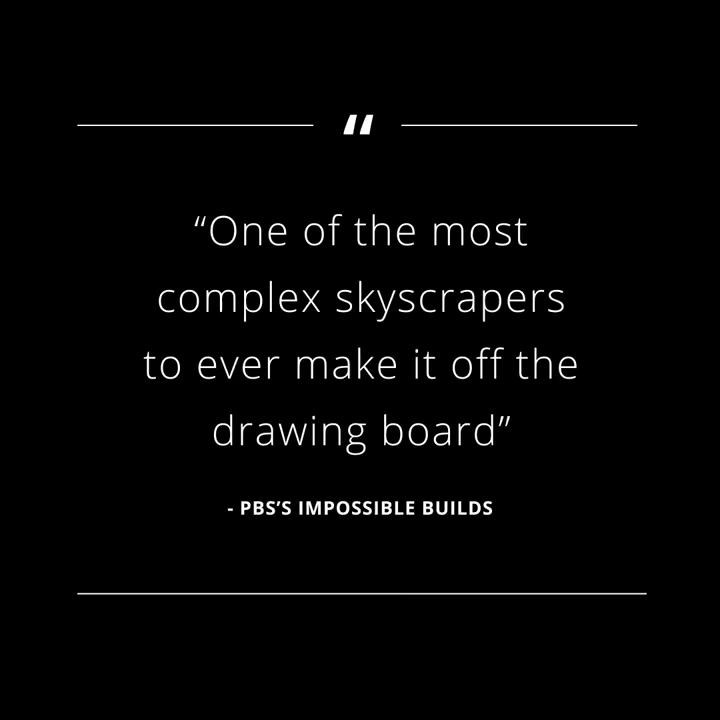 “
“One of the most
complex skyscrapers
to ever make it off the
drawing board”
- PBS’S IMPOSSIBLE BUILDS